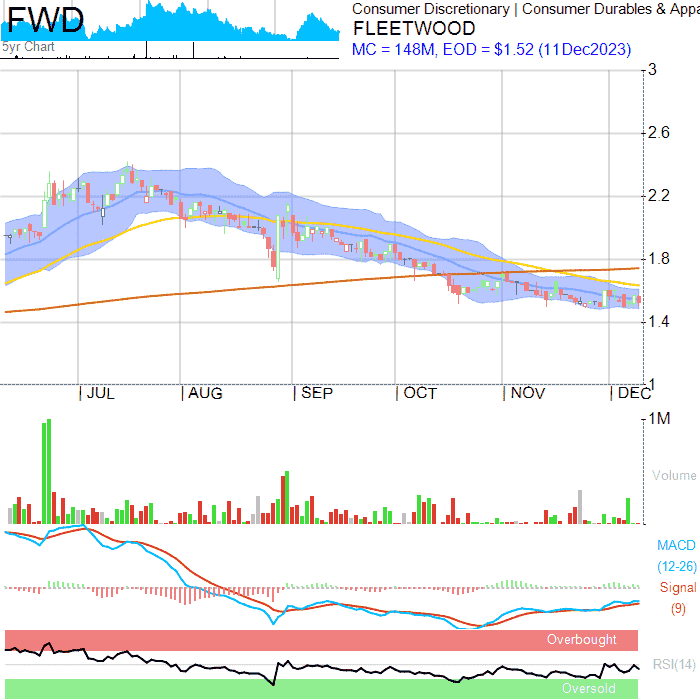 FWD
5yr Chart
Consumer Discretionary | Consumer Durables & Appa
FLEETWOOD
MC = 148M, EOD = $1.52 (11Dec2023)
3
2.6
2.2
1.8
1.4
1
JUL AUG SEP OCT NOV DEC
1M
Volume
MACD
(12-26)
Signal
(9)
Overbought
RSI(14)
Oversold